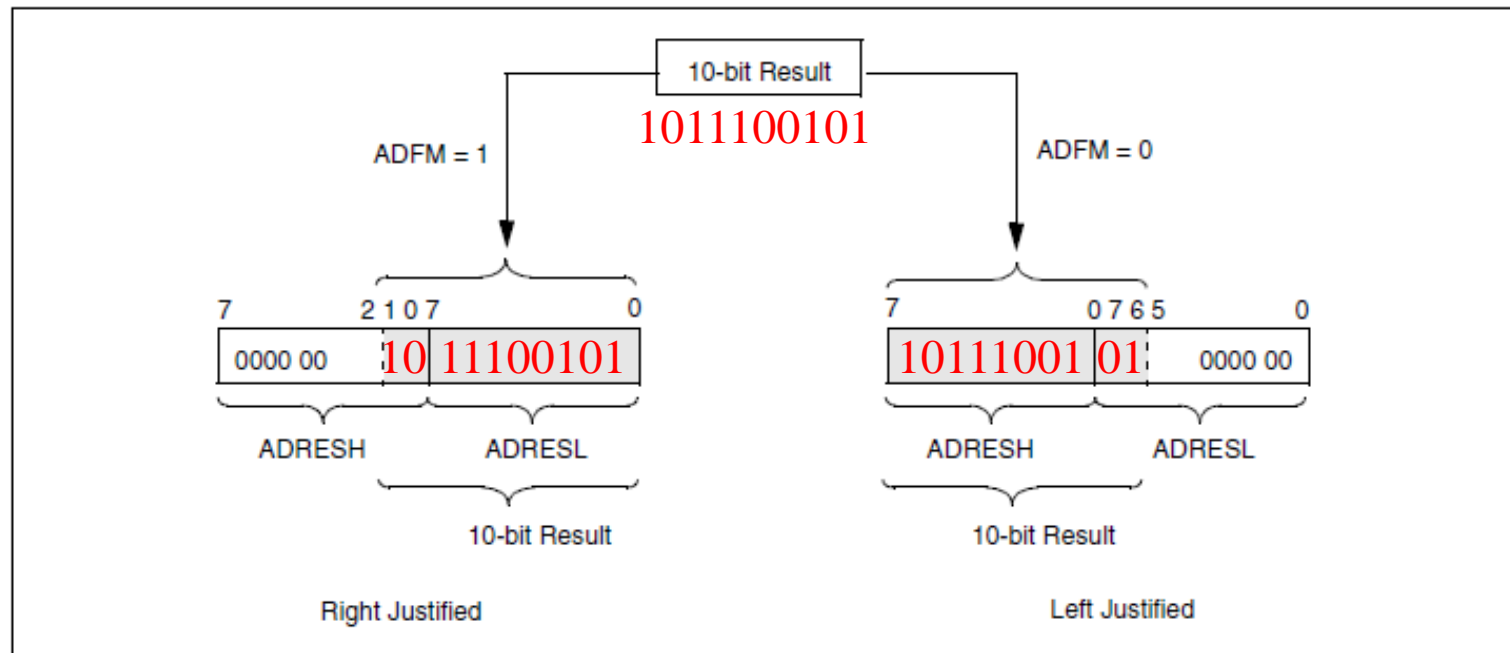 10-bit Result
1011100101
ADFM = 1
ADFM = 0
7 2 1 0 7 0
7 0 7 6 5 0
0000 00 10 11100101
10111001 01 0000 00
ADRESH ADRESL
ADRESH ADRESL
10-bit Result
10-bit Result
Right Justified
Left Justified